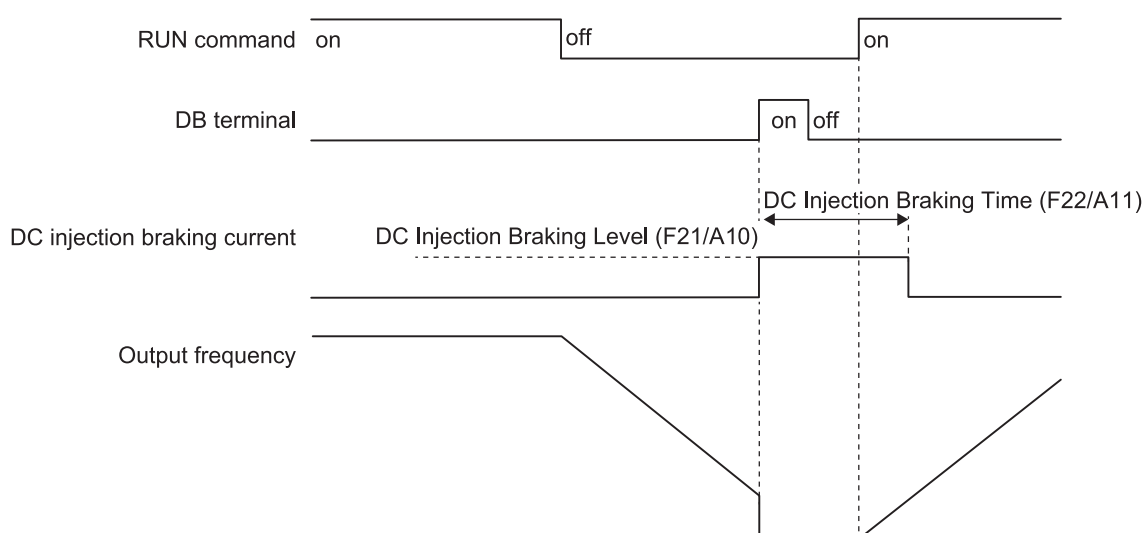 RUN command on off on
DB terminal on off
DC Injection Braking Time (F22/A11)
DC injection braking current DC Injection Braking Level (F21/A10)
Output frequency